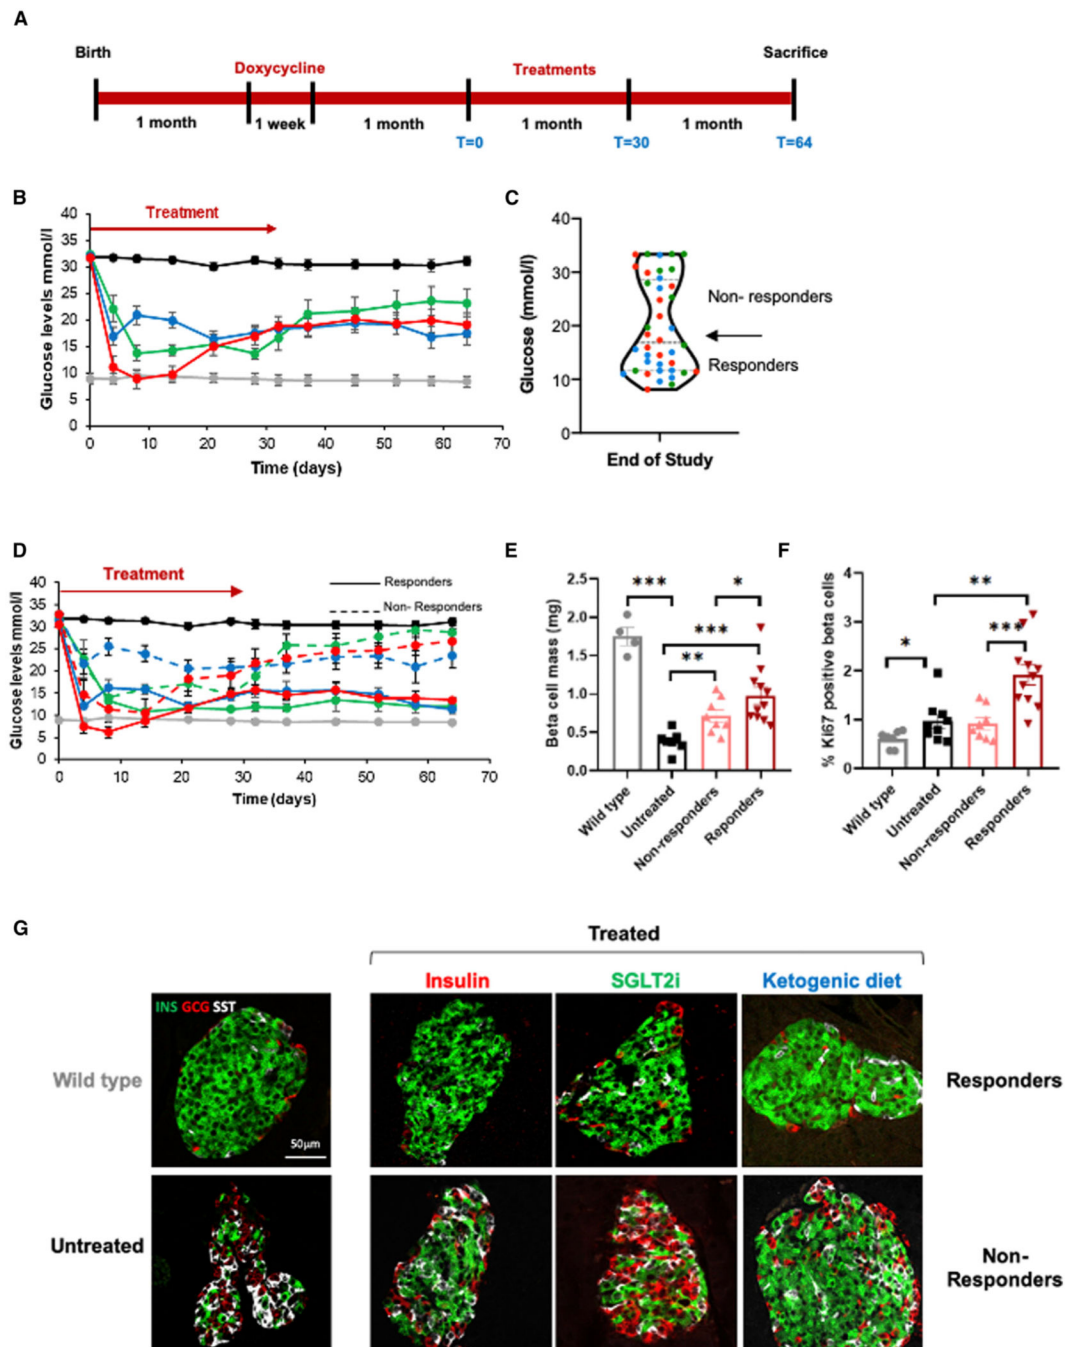 A
Birth
Doxycycline
Treatments
Sacrifice
1 month
1 week
1 month
1 month
1 month
T=0
T=30
T=64
B
Glucose levels mmol/l
40
35
30
25
20
15
10
5
0
Treatment
0 10 20 30 40 50 60 70
Time (days)
C
Glucose (mmol/l)
40
30
20
10
0
Non- responders
Responders
End of Study
D
Glucose levels mmol/l
40
35
30
25
20
15
10
5
0
Treatment
Responders
Non- Responders
0 10 20 30 40 50 60 70
Time (days)
E
Beta cell mass (mg)
2.5
2.0
1.5
1.0
0.5
0.0
***
*
***
**
Wild type
Untreated
Non-responders
Reponders
F
% Ki67 positive beta cells
4
3
2
1
0
**
***
*
Wild type
Untreated
Non-responders
Responders
G
Treated
Insulin
SGLT2i
Ketogenic diet
INS GCG SST
Wild type
50μm
Responders
Untreated
Non-
Responders